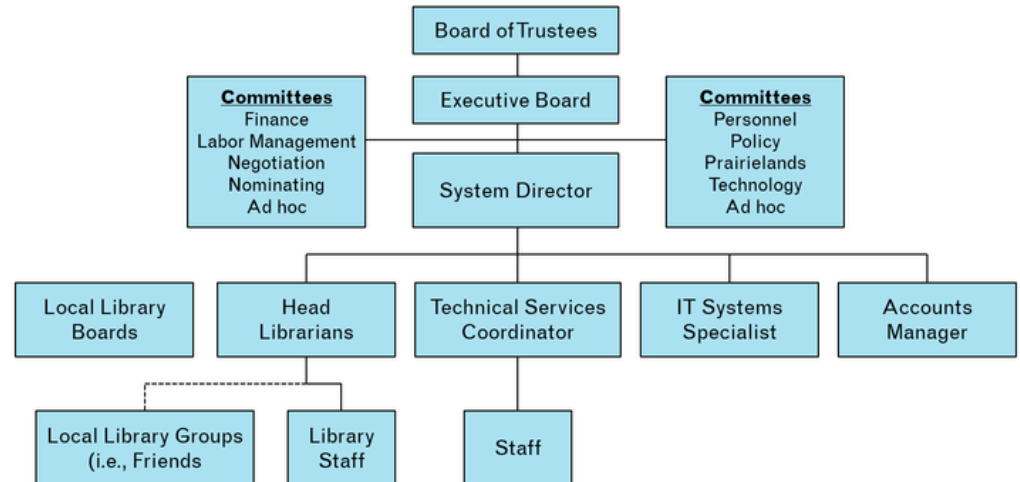 Board of Trustees
Executive Board
Committees
Finance
Labor Management
Negotiation
Nominating
Ad hoc
Committees
Personnel
Policy
Prairielands
Technology
Ad hoc
System Director
Local Library
Boards
Head
Librarians
Technical Services
Coordinator
IT Systems
Specialist
Accounts
Manager
Local Library Groups
(i.e., Friends
Library
Staff
Staff